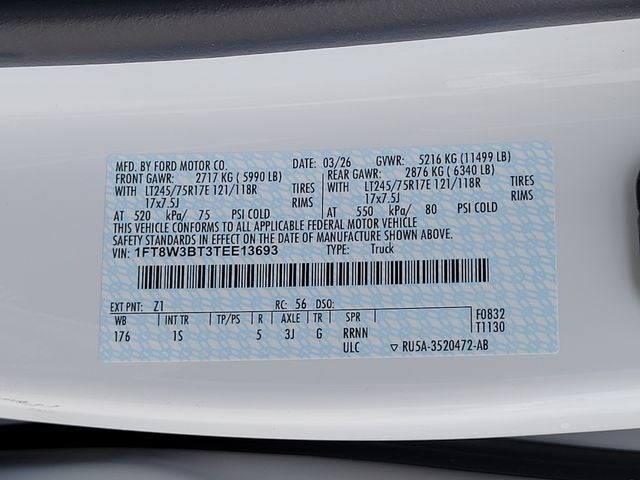 MFD. BY FORD MOTOR CO. DATE: 03/26 GVWR: 5216 KG (11499 LB)
FRONT GAWR: 2717 KG ( 5990 LB) REAR GAWR: 2876 KG ( 6340 LB)
WITH LT245/75R17E 121/118R TIRES WITH LT245/75R17E 121/118R TIRES
17x7.5J RIMS 17x7.5J RIMS
AT 520 kPa/ 75 PSI COLD AT 550 kPa/ 80 PSI COLD
THIS VEHICLE CONFORMS TO ALL APPLICABLE FEDERAL MOTOR VEHICLE
SAFETY STANDARDS IN EFFECT ON THE DATE OF MANUFACTURE SHOWN ABOVE.
VIN: 1FT8W3BT3TEE13693 TYPE: Truck
EXT PNT: Z1 RC: 56 DSO:
WB INT TR TP/PS R AXLE TR SPR F0832
176 1S 5 3J G RRNN T1130
ULC ▽ RU5A-3520472-AB